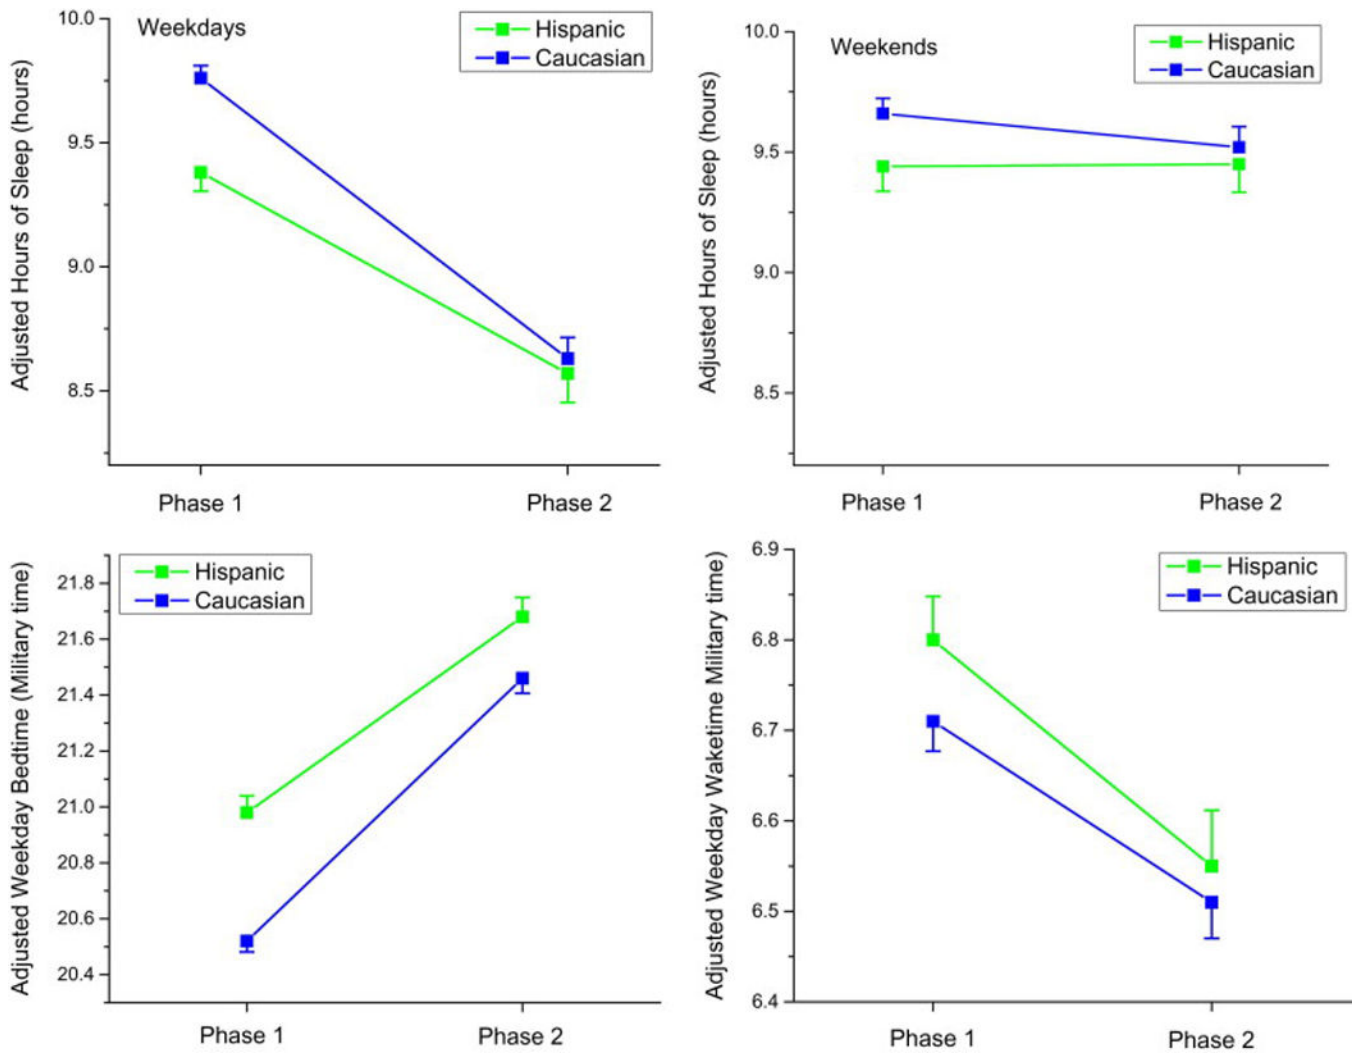 Weekdays
Hispanic
Caucasian
Adjusted Hours of Sleep (hours)
10.0
9.5
9.0
8.5
Phase 1
Phase 2
Weekends
Hispanic
Caucasian
Adjusted Hours of Sleep (hours)
10.0
9.5
9.0
8.5
Phase 1
Phase 2
Hispanic
Caucasian
Adjusted Weekday Bedtime (Military time)
21.8
21.6
21.4
21.2
21.0
20.8
20.6
20.4
Phase 1
Phase 2
Hispanic
Caucasian
Adjusted Weekday Waketime Military time)
6.9
6.8
6.7
6.6
6.5
6.4
Phase 1
Phase 2